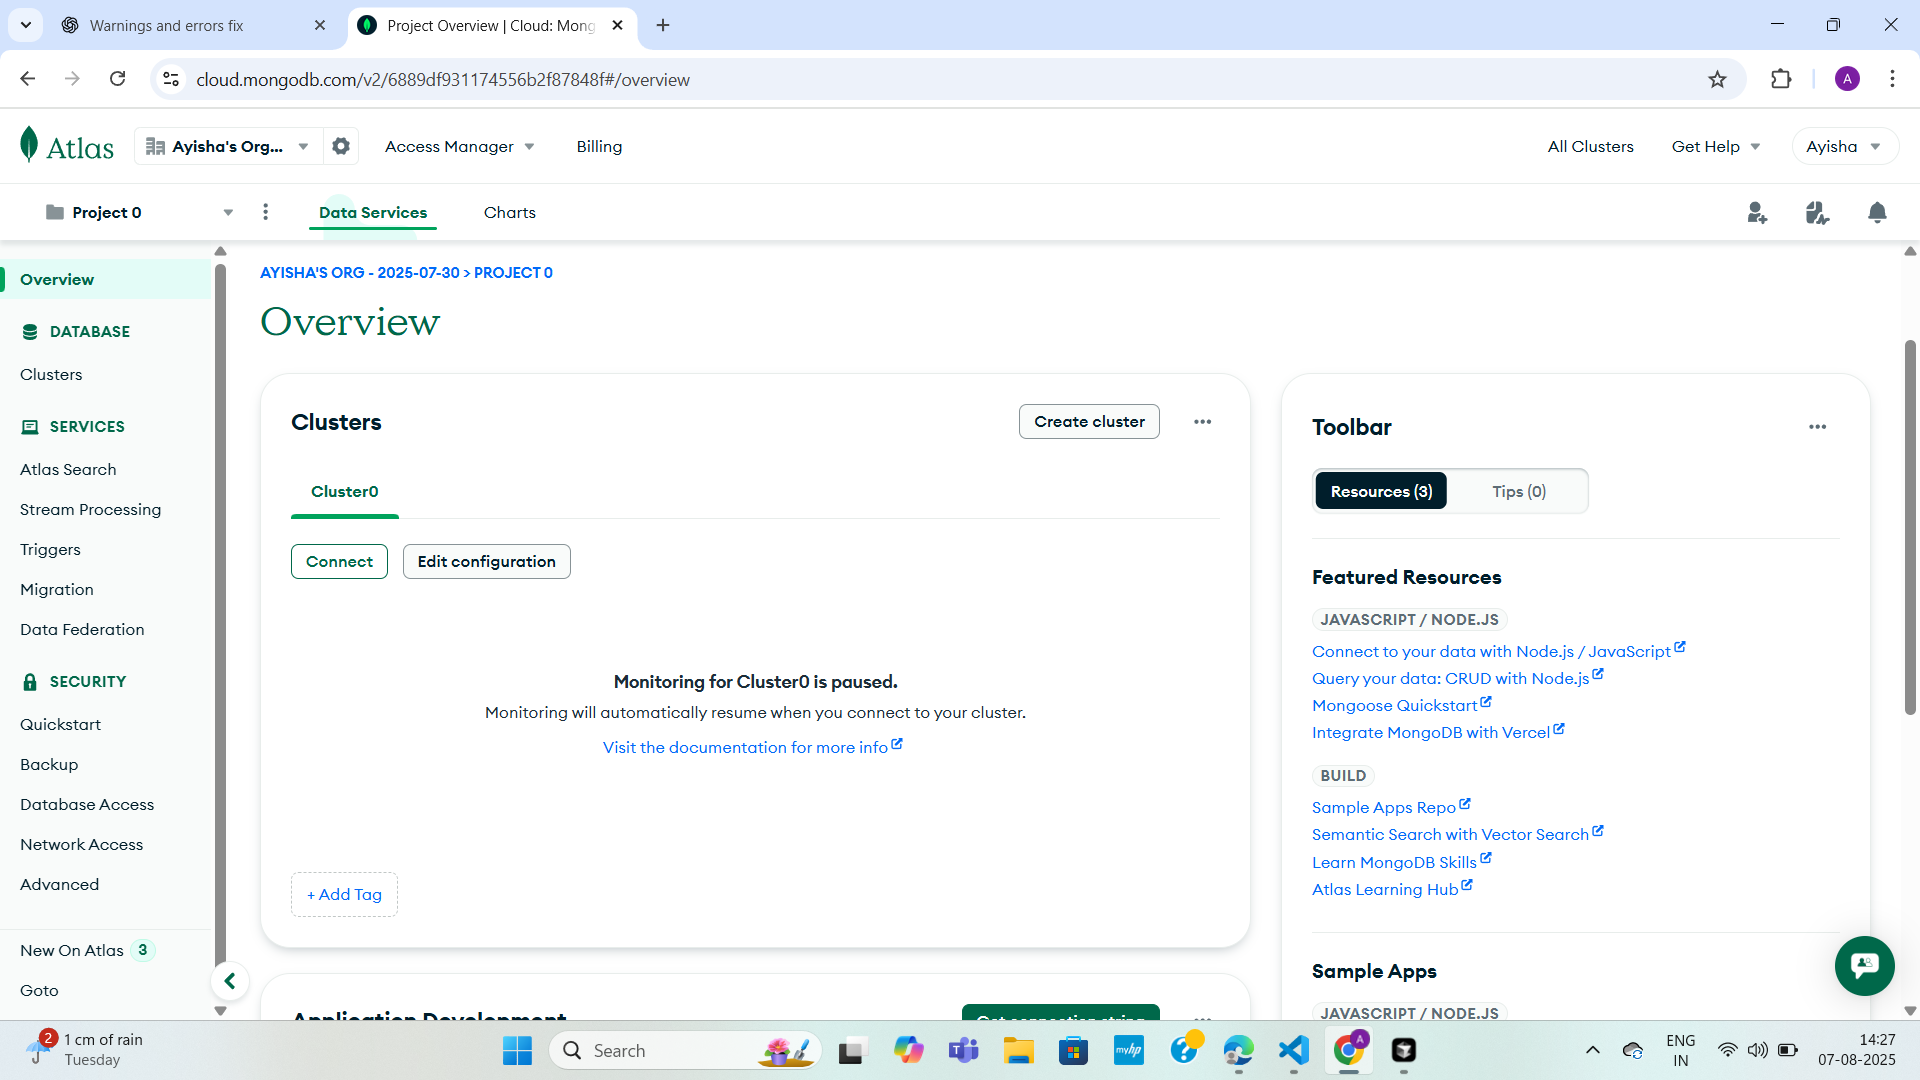 Warnings and errors fix
Project Overview | Cloud: Mong
cloud.mongodb.com/v2/6889df931174556b2f87848f#/overview
A
Atlas
Ayisha's Org...
Access Manager
Billing
All Clusters
Get Help
Ayisha
Project 0
Data Services
Charts
Overview
DATABASE
Clusters
SERVICES
Atlas Search
Stream Processing
Triggers
Migration
Data Federation
SECURITY
Quickstart
Backup
Database Access
Network Access
Advanced
New On Atlas 3
Goto
AYISHA'S ORG - 2025-07-30 > PROJECT 0
Overview
Clusters
Create cluster
Cluster0
Connect
Edit configuration
Monitoring for Cluster0 is paused.
Monitoring will automatically resume when you connect to your cluster.
Visit the documentation for more info
+ Add Tag
Application Development
Get connection string
Toolbar
Resources (3)
Tips (0)
Featured Resources
JAVASCRIPT / NODE.JS
Connect to your data with Node.js / JavaScript
Query your data: CRUD with Node.js
Mongoose Quickstart
Integrate MongoDB with Vercel
BUILD
Sample Apps Repo
Semantic Search with Vector Search
Learn MongoDB Skills
Atlas Learning Hub
Sample Apps
JAVASCRIPT / NODE.JS
2
1 cm of rain
Tuesday
Search
myhp
A
ENG
IN
14:27
07-08-2025